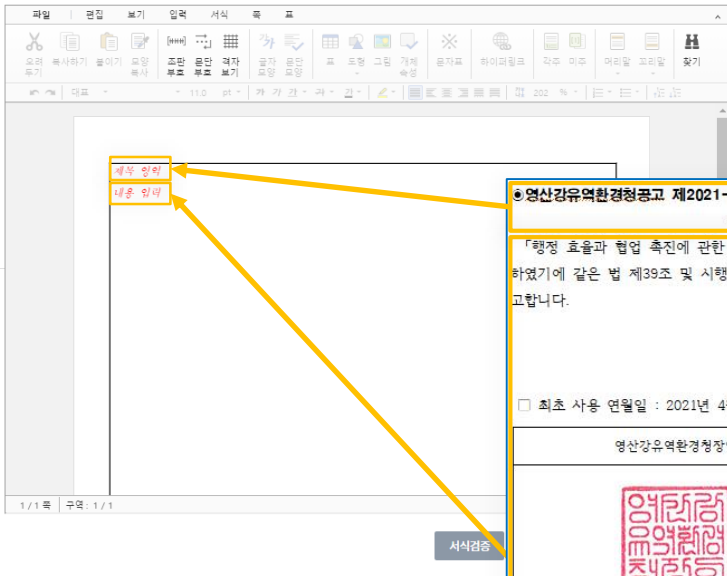 파일 편집 보기 입력 서식 쪽 표
오려두기 복사하기 붙이기 모양복사 조판부호 문단부호 격자보기 글자모양 문단모양 표 도형 그림 개체속성 문자표 하이퍼링크 각주 미주 머리말 꼬리말 찾기
대표 11.0 pt 가 가 가 가 가 202 %
제목 입력
내용 입력
◉영산강유역환경청공고 제2021-
「행정 효율과 협업 촉진에 관한
하였기에 같은 법 제39조 및 시행
고합니다.
□ 최초 사용 연월일 : 2021년 4
영산강유역환경청장
1/1쪽 구역: 1/1
서식검증